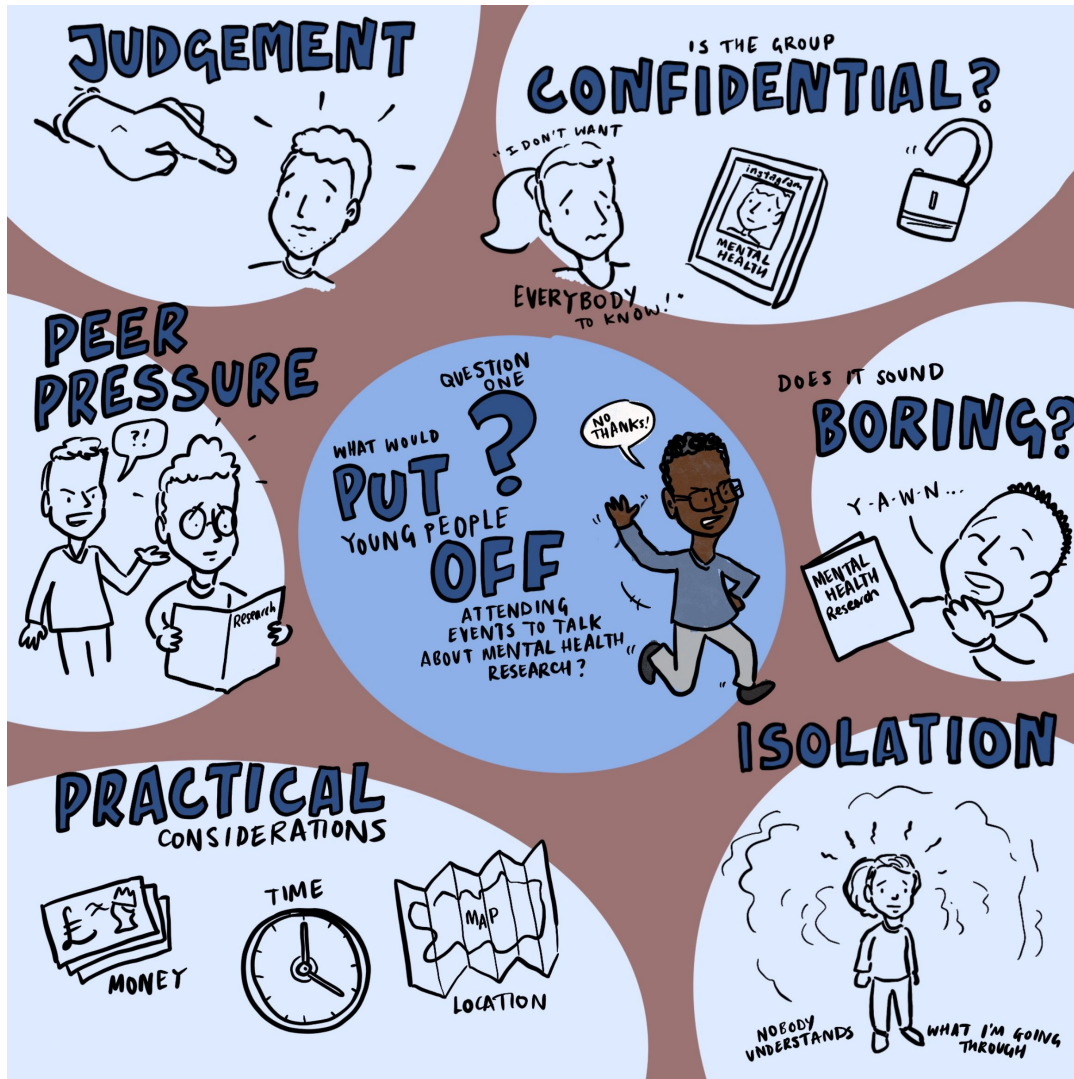 JUDGEMENT
IS THE GROUP
CONFIDENTIAL?
"I DON'T WANT
EVERYBODY
TO KNOW!"
instagram
MENTAL
HEALTH
PEER
PRESSURE
?!
Research
QUESTION
ONE
?
WHAT WOULD
PUT
YOUNG PEOPLE
OFF
ATTENDING
EVENTS TO TALK
ABOUT MENTAL HEALTH
RESEARCH?
NO
THANKS!
DOES IT SOUND
BORING?
Y-A-W-N...
MENTAL
HEALTH
Research
PRACTICAL
CONSIDERATIONS
£
MONEY
TIME
MAP
LOCATION
ISOLATION
NOBODY
UNDERSTANDS
WHAT I'M GOING
THROUGH